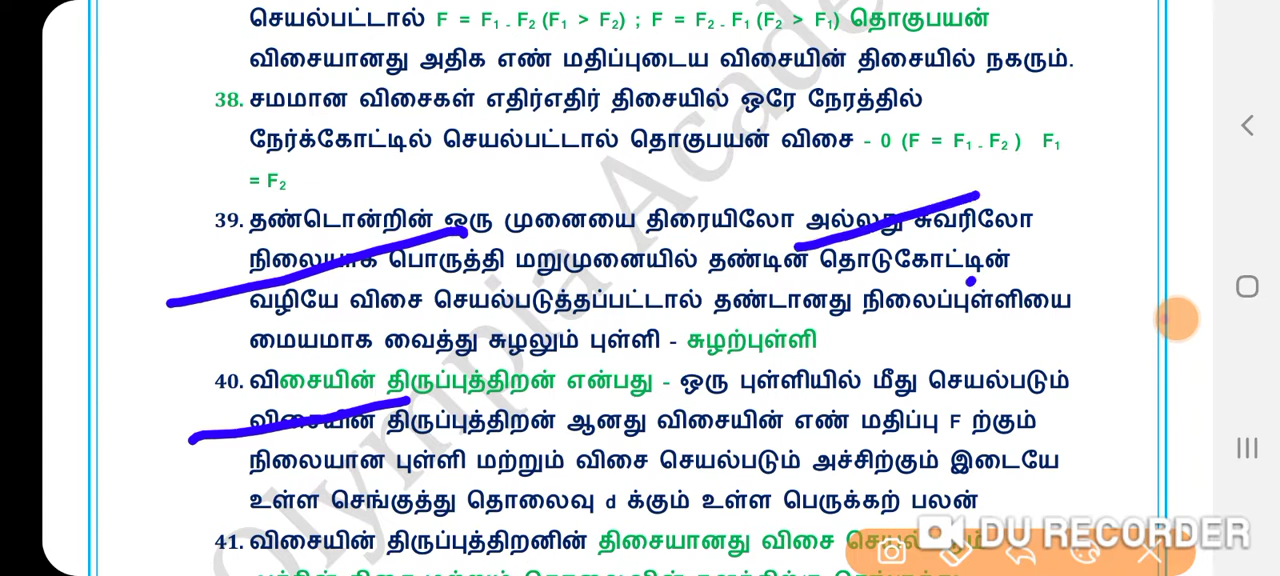 செயல்பட்டால் F = F₁ - F₂ (F₁ > F₂) ; F = F₂ - F₁ (F₂ > F₁) தொகுபயன்
விசையானது அதிக எண் மதிப்புடைய விசையின் திசையில் நகரும்.
38. சமமான விசைகள் எதிர்எதிர் திசையில் ஒரே நேரத்தில்
நேர்க்கோட்டில் செயல்பட்டால் தொகுபயன் விசை - 0 (F = F₁ - F₂ ) F₁
= F₂
39. தண்டொன்றின் ஒரு முனையை திரையிலோ அல்லது சுவரிலோ
நிலையாக பொருத்தி மறுமுனையில் தண்டின் தொடுகோட்டின்
வழியே விசை செயல்படுத்தப்பட்டால் தண்டானது நிலைப்புள்ளியை
மையமாக வைத்து சுழலும் புள்ளி - சுழற்புள்ளி
40. விசையின் திருப்புத்திறன் என்பது - ஒரு புள்ளியில் மீது செயல்படும்
விசையின் திருப்புத்திறன் ஆனது விசையின் எண் மதிப்பு F ற்கும்
நிலையான புள்ளி மற்றும் விசை செயல்படும் அச்சிற்கும் இடையே
உள்ள செங்குத்து தொலைவு d க்கும் உள்ள பெருக்கற் பலன்
41. விசையின் திருப்புத்திறனின் திசையானது விசை
Olympia Academy
DU RECORDER